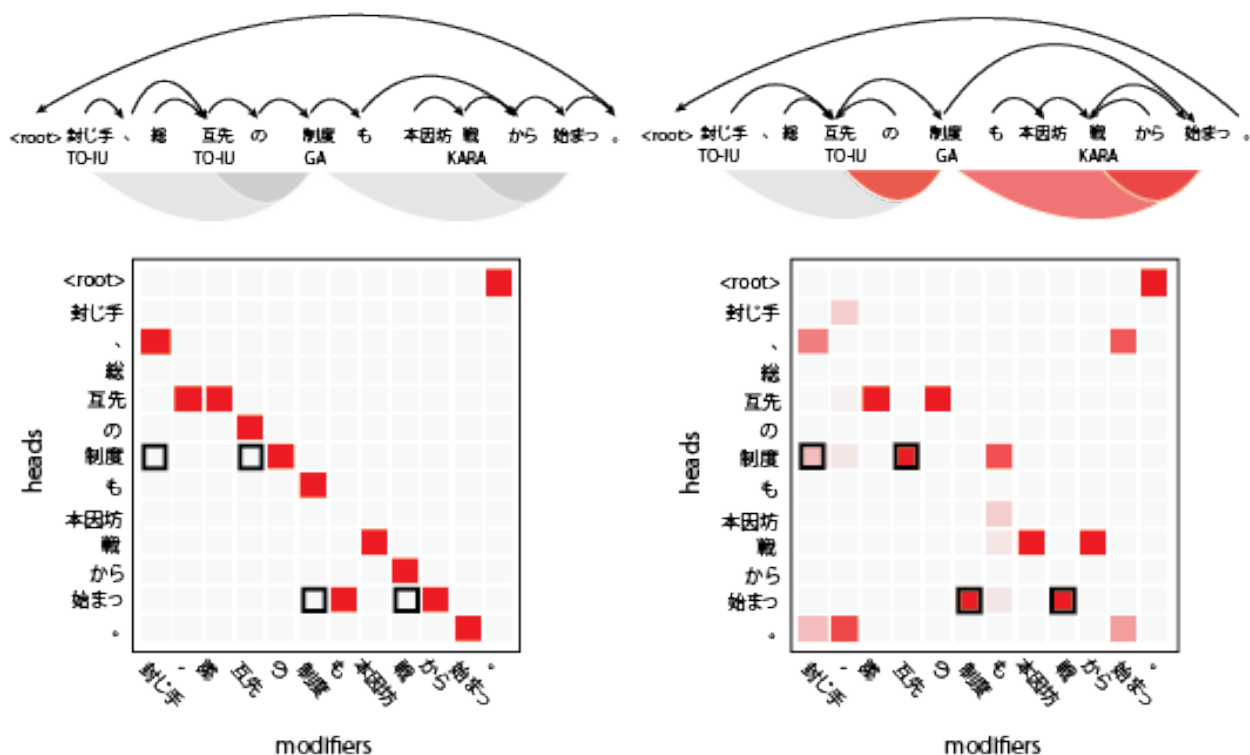 <root> 封じ手 、 総 互先 の 制度 も 本因坊 戦 から 始まつ 。
TO-IU TO-IU GA KARA
<root> 封じ手 、 総 互先 の 制度 も 本因坊 戦 から 始まつ 。
TO-IU TO-IU GA KARA
heads
<root>
封じ手
、
総
互先
の
制度
も
本因坊
戦
から
始まつ
。
封じ手 、 総 互先 の 制度 も 本因坊 戦 から 始まつ 。
modifiers
heads
<root>
封じ手
、
総
互先
の
制度
も
本因坊
戦
から
始まつ
。
封じ手 、 総 互先 の 制度 も 本因坊 戦 から 始まつ 。
modifiers